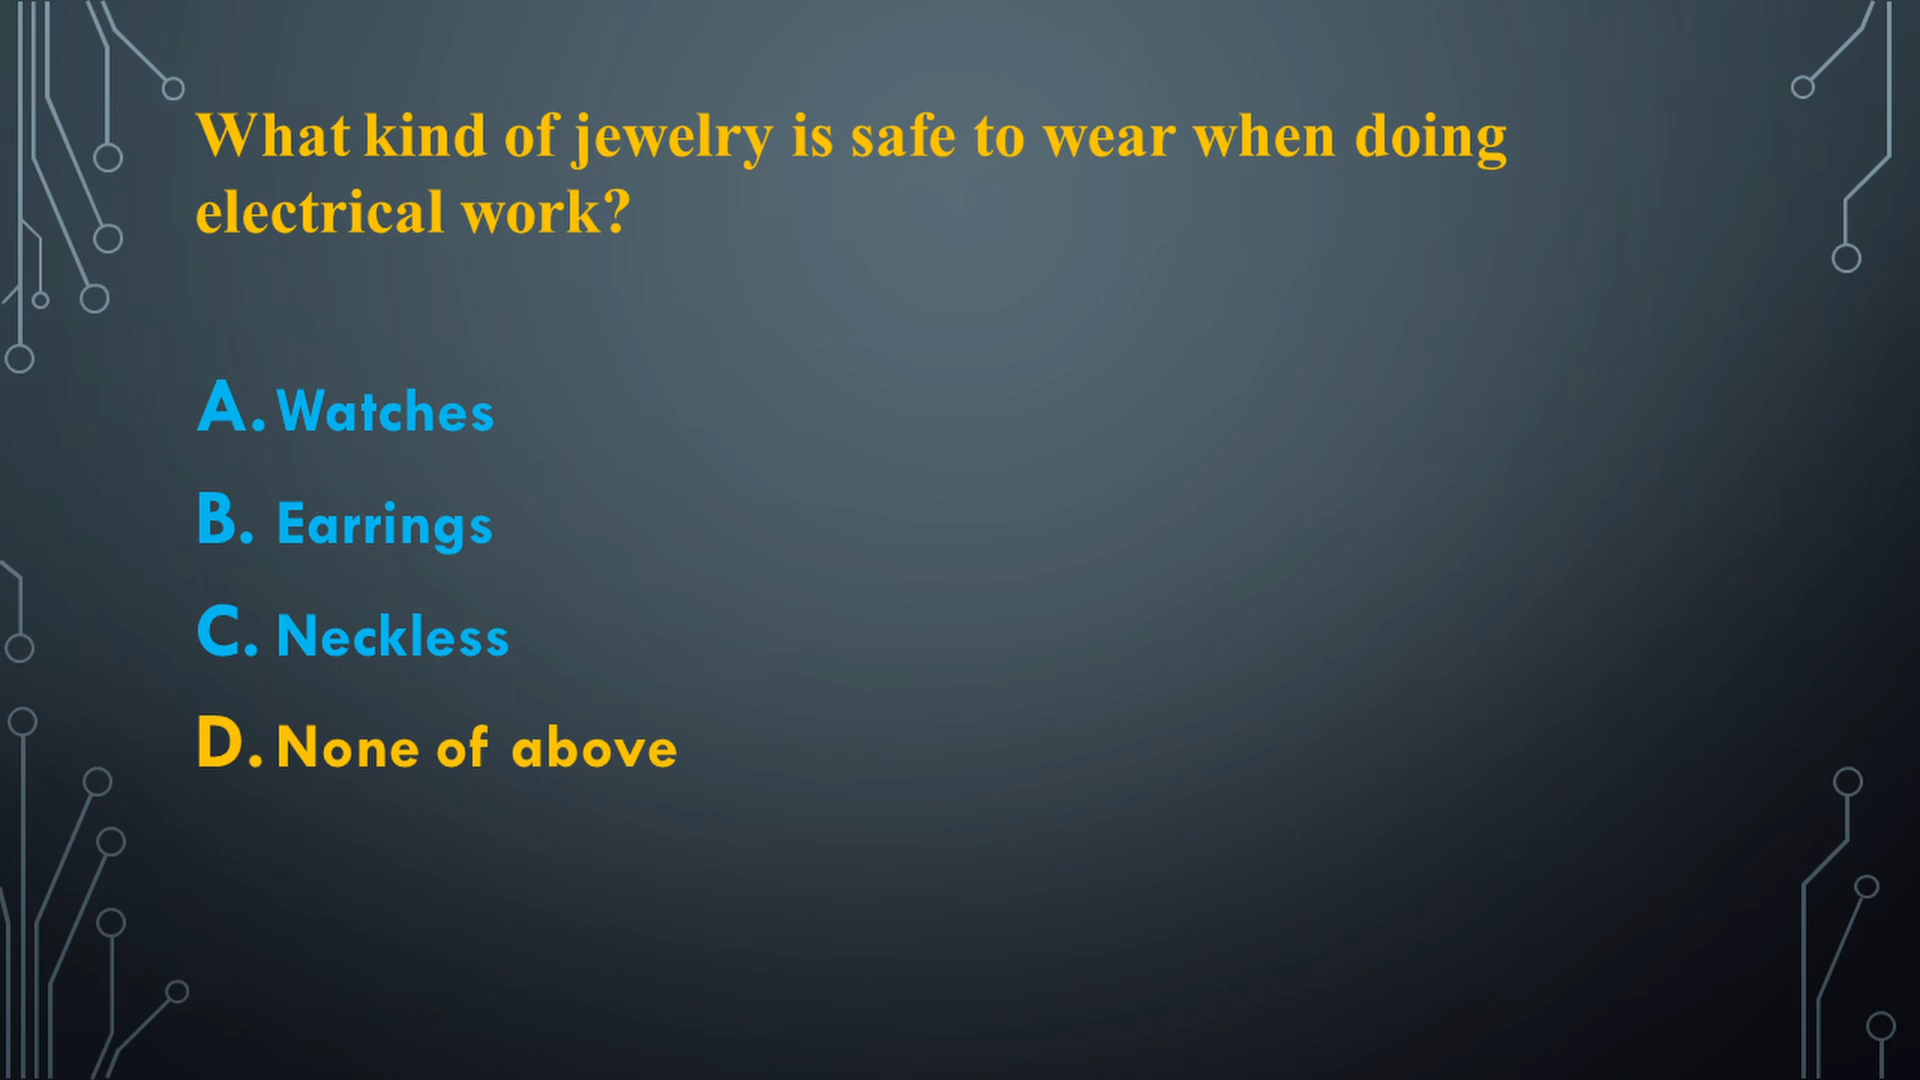 What kind of jewelry is safe to wear when doing
electrical work?
A. Watches
B. Earrings
C. Neckless
D. None of above